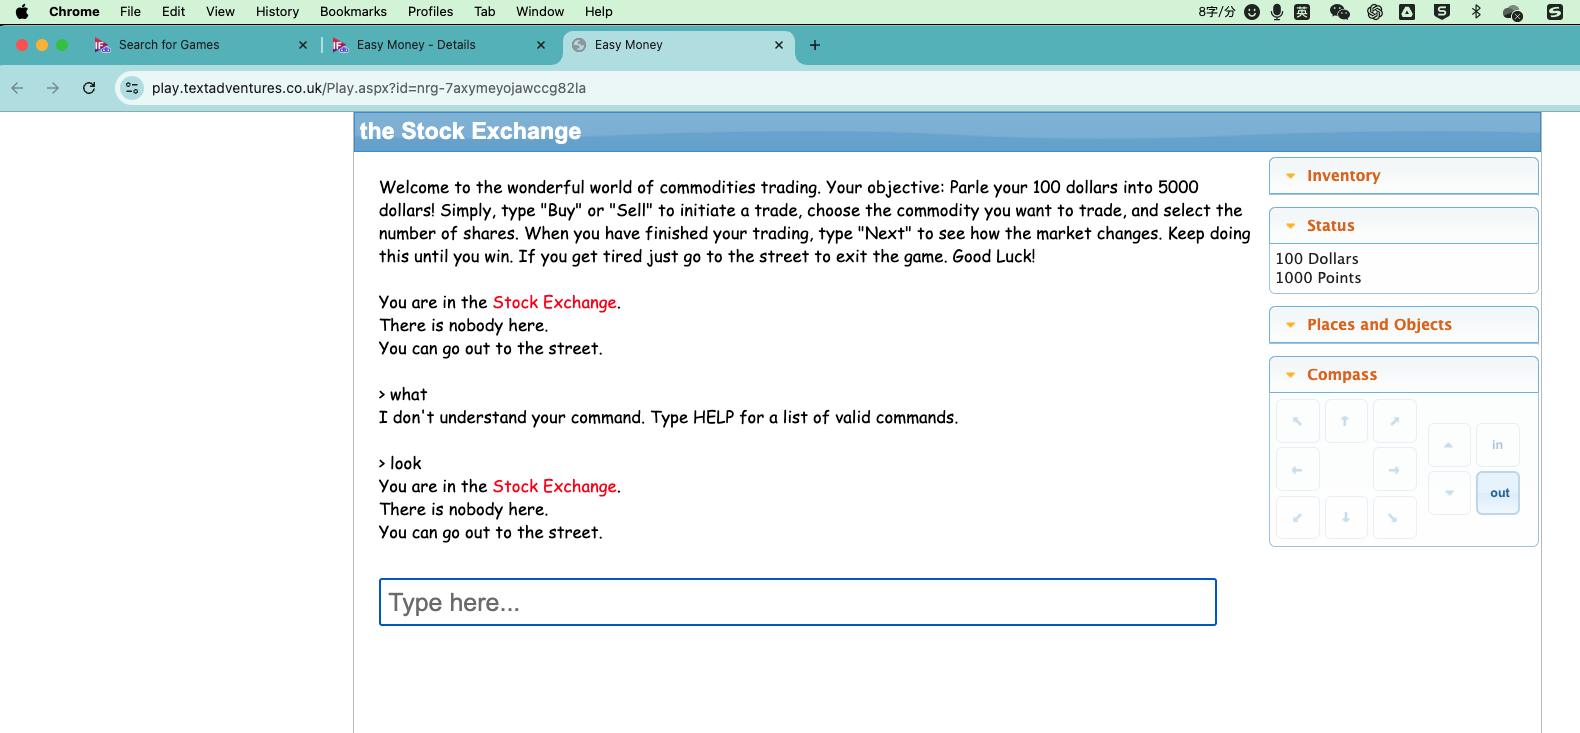 Chrome File Edit View History Bookmarks Profiles Tab Window Help 8字/分 英
Search for Games Easy Money - Details Easy Money
play.textadventures.co.uk/Play.aspx?id=nrg-7axymeyojawccg82la
the Stock Exchange
Welcome to the wonderful world of commodities trading. Your objective: Parle your 100 dollars into 5000
dollars! Simply, type "Buy" or "Sell" to initiate a trade, choose the commodity you want to trade, and select the
number of shares. When you have finished your trading, type "Next" to see how the market changes. Keep doing
this until you win. If you get tired just go to the street to exit the game. Good Luck!
You are in the Stock Exchange.
There is nobody here.
You can go out to the street.
> what
I don't understand your command. Type HELP for a list of valid commands.
> look
You are in the Stock Exchange.
There is nobody here.
You can go out to the street.
Type here...
Inventory
Status
100 Dollars
1000 Points
Places and Objects
Compass
in
out